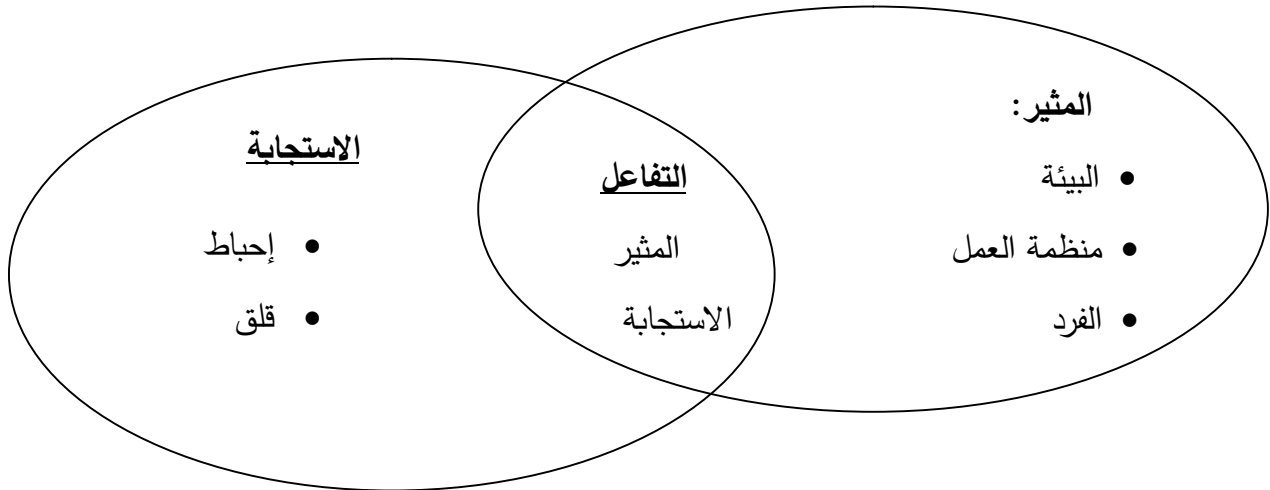 المثير:
• البيئة
• منظمة العمل
• الفرد
التفاعل
المثير
الاستجابة
الاستجابة
• إحباط
• قلق